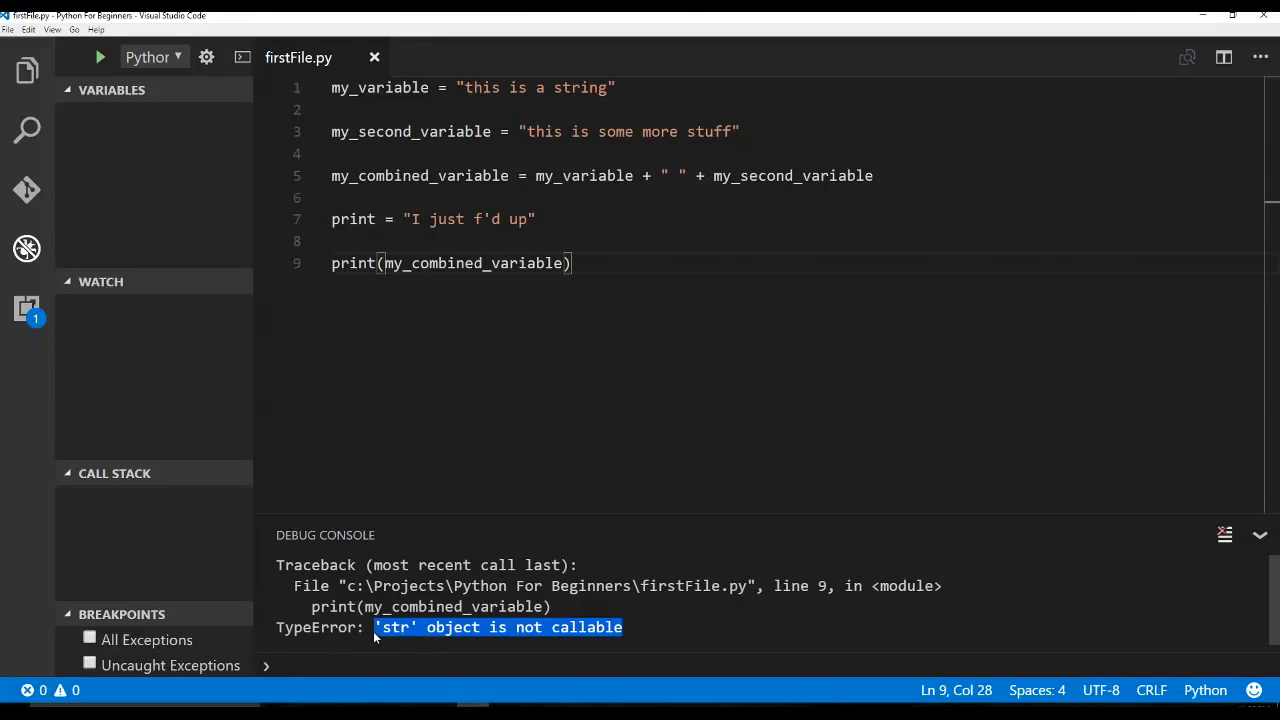 firstFile.py - Python For Beginners - Visual Studio Code
File Edit View Go Help
Python
firstFile.py
VARIABLES
WATCH
CALL STACK
BREAKPOINTS
All Exceptions
Uncaught Exceptions
1
1 my_variable = "this is a string"
2
3 my_second_variable = "this is some more stuff"
4
5 my_combined_variable = my_variable + " " + my_second_variable
6
7 print = "I just f'd up"
8
9 print(my_combined_variable)
DEBUG CONSOLE
Traceback (most recent call last):
File "c:\Projects\Python For Beginners\firstFile.py", line 9, in <module>
print(my_combined_variable)
TypeError: 'str' object is not callable
0 0
Ln 9, Col 28 Spaces: 4 UTF-8 CRLF Python